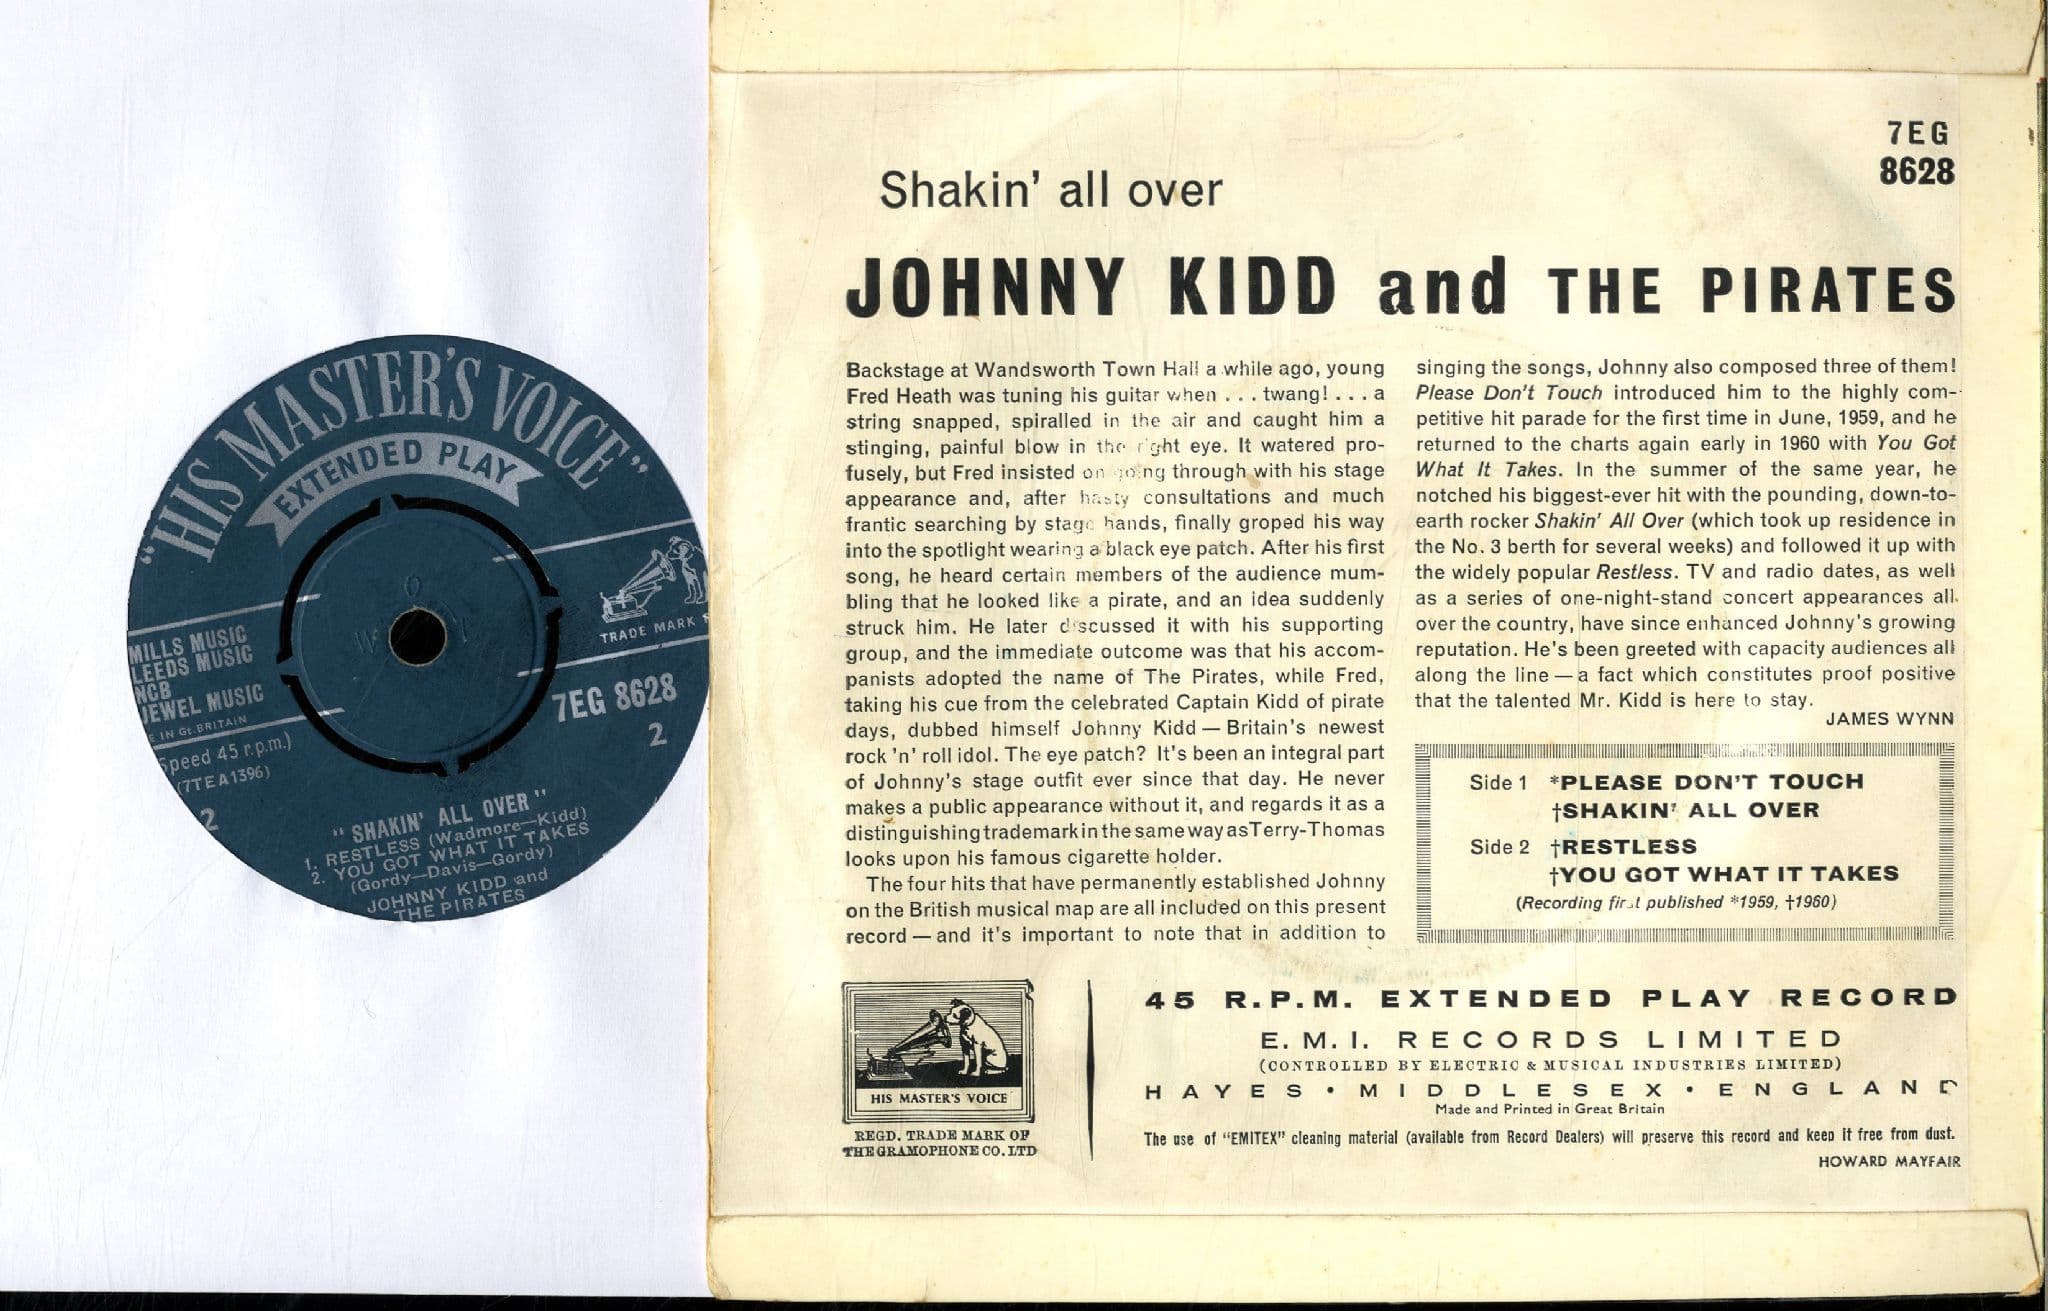 "HIS MASTER'S VOICE"
EXTENDED PLAY
TRADE MARK
MILLS MUSIC
LEEDS MUSIC
NCB
JEWEL MUSIC
E IN Gt. BRITAIN
Speed 45 r.p.m.)
(7TEA1396)
2
7EG 8628
2
"SHAKIN' ALL OVER"
1. RESTLESS (Wadmore—Kidd)
2. YOU GOT WHAT IT TAKES
(Gordy—Davis—Gordy)
JOHNNY KIDD and
THE PIRATES
7EG
8628
Shakin' all over
JOHNNY KIDD and THE PIRATES
Backstage at Wandsworth Town Hall a while ago, young
Fred Heath was tuning his guitar when . . . twang! . . . a
string snapped, spiralled in the air and caught him a
stinging, painful blow in the right eye. It watered pro-
fusely, but Fred insisted on going through with his stage
appearance and, after hasty consultations and much
frantic searching by stage hands, finally groped his way
into the spotlight wearing a black eye patch. After his first
song, he heard certain members of the audience mum-
bling that he looked like a pirate, and an idea suddenly
struck him. He later discussed it with his supporting
group, and the immediate outcome was that his accom-
panists adopted the name of The Pirates, while Fred,
taking his cue from the celebrated Captain Kidd of pirate
days, dubbed himself Johnny Kidd — Britain's newest
rock 'n' roll idol. The eye patch? It's been an integral part
of Johnny's stage outfit ever since that day. He never
makes a public appearance without it, and regards it as a
distinguishing trademark in the same way as Terry-Thomas
looks upon his famous cigarette holder.
The four hits that have permanently established Johnny
on the British musical map are all included on this present
record — and it's important to note that in addition to
singing the songs, Johnny also composed three of them!
Please Don't Touch introduced him to the highly com-
petitive hit parade for the first time in June, 1959, and he
returned to the charts again early in 1960 with You Got
What It Takes. In the summer of the same year, he
notched his biggest-ever hit with the pounding, down-to-
earth rocker Shakin' All Over (which took up residence in
the No. 3 berth for several weeks) and followed it up with
the widely popular Restless. TV and radio dates, as well
as a series of one-night-stand concert appearances all
over the country, have since enhanced Johnny's growing
reputation. He's been greeted with capacity audiences all
along the line — a fact which constitutes proof positive
that the talented Mr. Kidd is here to stay.
JAMES WYNN
Side 1 *PLEASE DON'T TOUCH
†SHAKIN' ALL OVER
Side 2 †RESTLESS
†YOU GOT WHAT IT TAKES
(Recording first published *1959, †1960)
HIS MASTER'S VOICE
REGD. TRADE MARK OF
THE GRAMOPHONE CO. LTD
45 R.P.M. EXTENDED PLAY RECORD
E.M.I. RECORDS LIMITED
(CONTROLLED BY ELECTRIC & MUSICAL INDUSTRIES LIMITED)
HAYES • MIDDLESEX • ENGLAND
Made and Printed in Great Britain
The use of "EMITEX" cleaning material (available from Record Dealers) will preserve this record and keep it free from dust.
HOWARD MAYFAIR